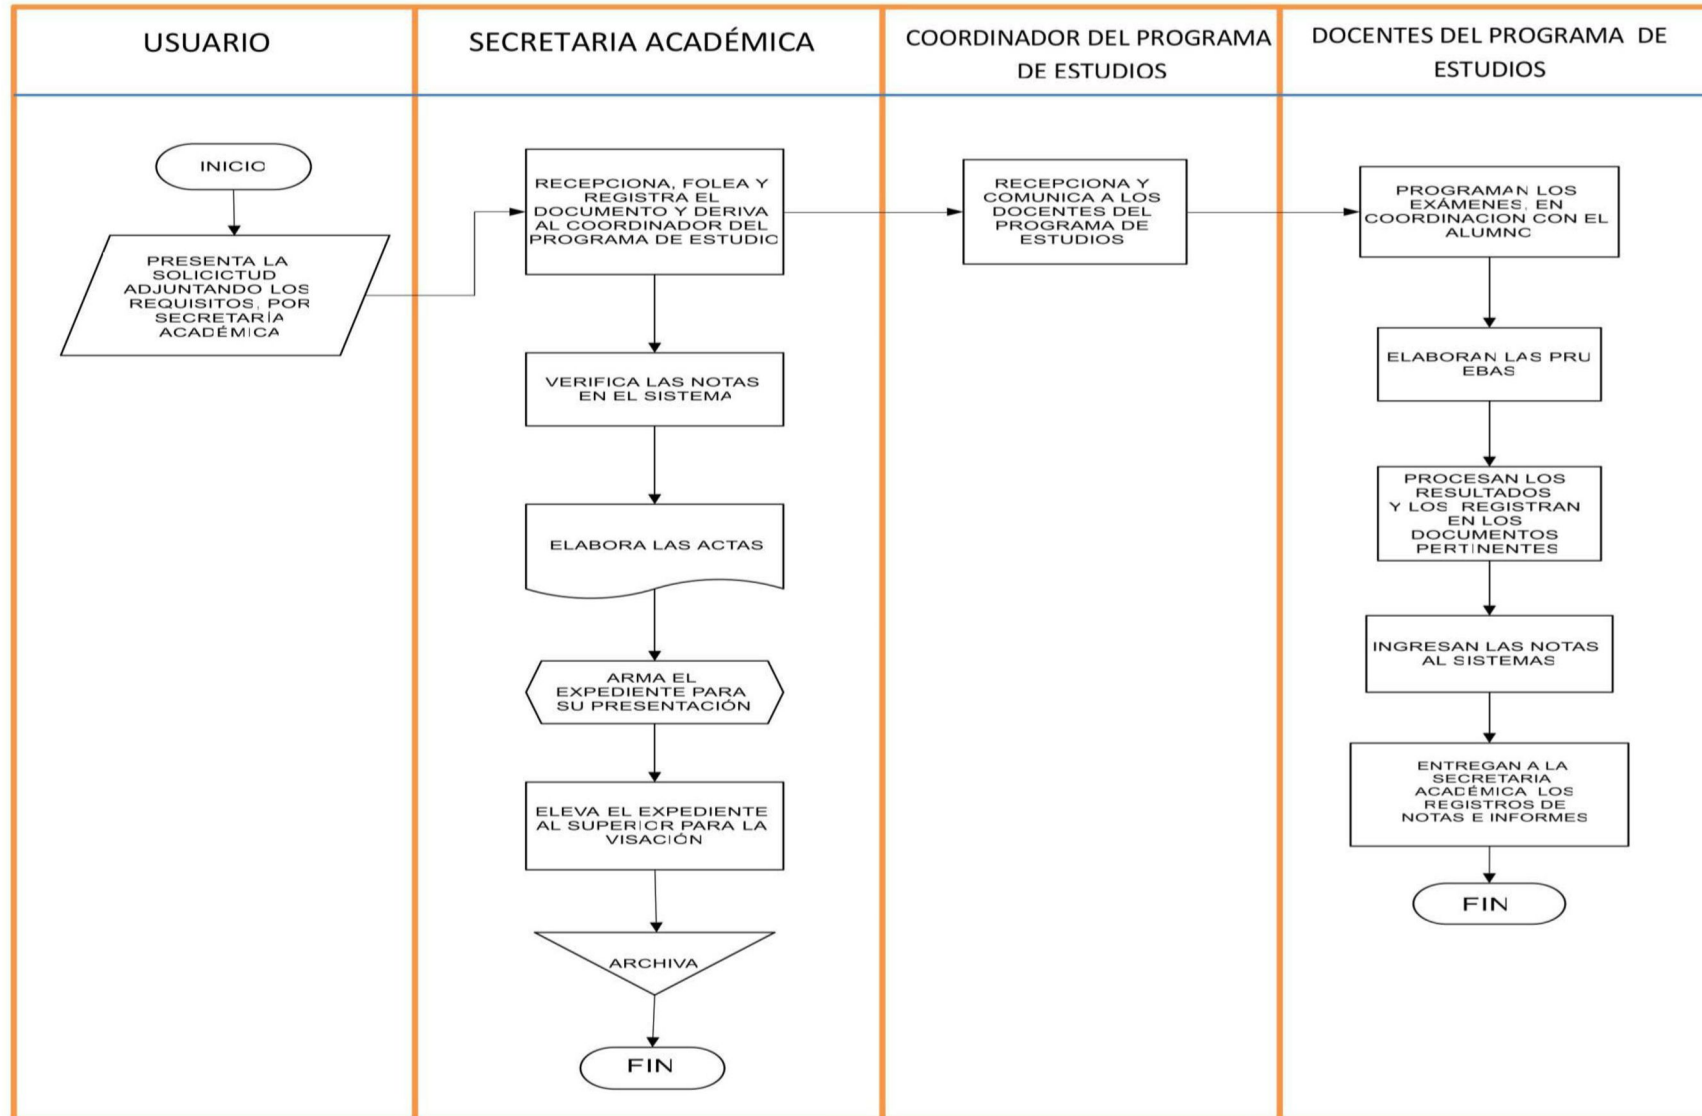 USUARIO
SECRETARIA ACADÉMICA
COORDINADOR DEL PROGRAMA
DE ESTUDIOS
DOCENTES DEL PROGRAMA DE
ESTUDIOS
INICIO
PRESENTA LA
SOLICICTUD
ADJUNTANDO LOS
REQUISITOS, POR
SECRETARÍA
ACADÉMICA
RECEPCIONA, FOLEA Y
REGISTRA EL
DOCUMENTO Y DERIVA
AL COORDINADOR DEL
PROGRAMA DE ESTUDIO
VERIFICA LAS NOTAS
EN EL SISTEMA
ELABORA LAS ACTAS
ARMA EL
EXPEDIENTE PARA
SU PRESENTACIÓN
ELEVA EL EXPEDIENTE
AL SUPERIOR PARA LA
VISACIÓN
ARCHIVA
FIN
RECEPCIONA Y
COMUNICA A LOS
DOCENTES DEL
PROGRAMA DE
ESTUDIOS
PROGRAMAN LOS
EXÁMENES, EN
COORDINACION CON EL
ALUMNO
ELABORAN LAS PRU
EBAS
PROCESAN LOS
RESULTADOS
Y LOS REGISTRAN
EN LOS
DOCUMENTOS
PERTINENTES
INGRESAN LAS NOTAS
AL SISTEMAS
ENTREGAN A LA
SECRETARIA
ACADÉMICA LOS
REGISTROS DE
NOTAS E INFORMES
FIN